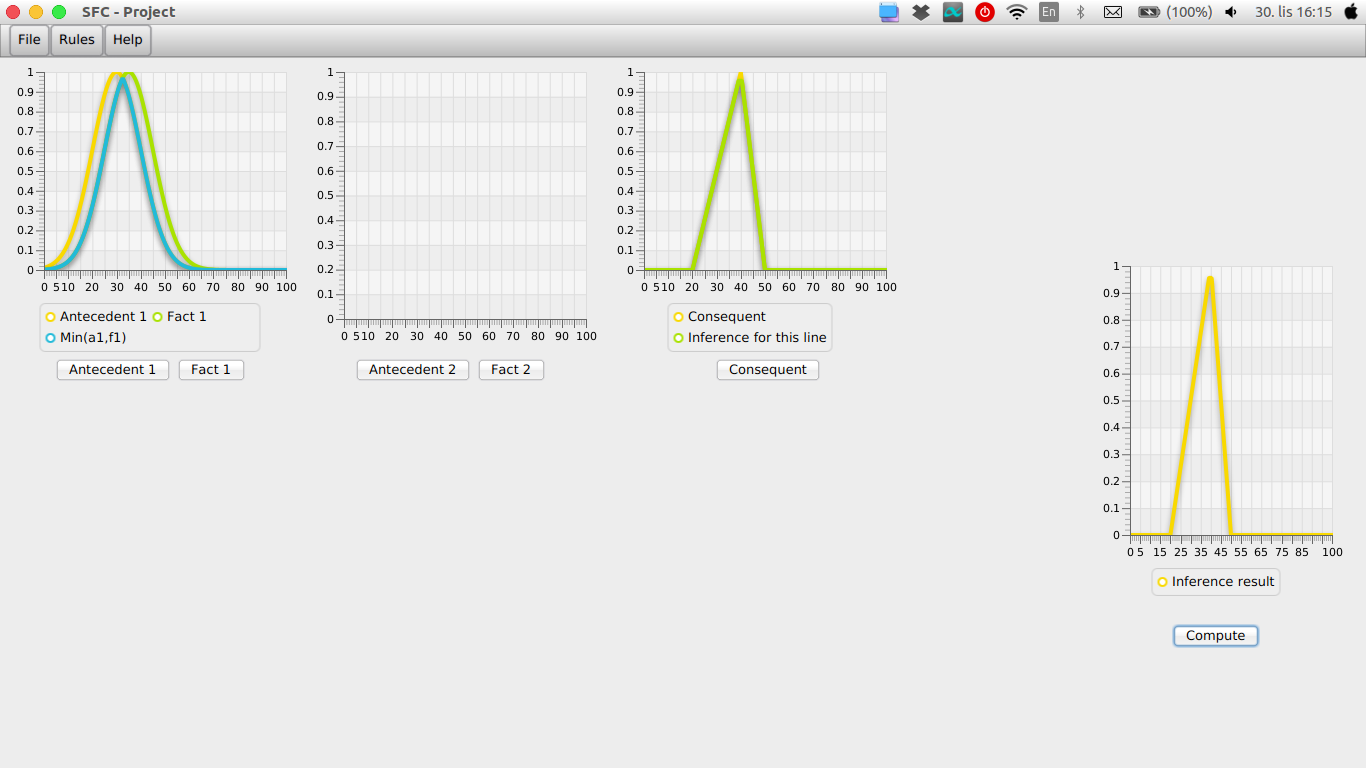 SFC - Project
En (100%) 30. lis 16:15
File Rules Help
1 0.9 0.8 0.7 0.6 0.5 0.4 0.3 0.2 0.1 0
0 5 10 20 30 40 50 60 70 80 90 100
Antecedent 1 Fact 1
Min(a1,f1)
Antecedent 1 Fact 1
1 0.9 0.8 0.7 0.6 0.5 0.4 0.3 0.2 0.1 0
0 5 10 20 30 40 50 60 70 80 90 100
Antecedent 2 Fact 2
1 0.9 0.8 0.7 0.6 0.5 0.4 0.3 0.2 0.1 0
0 5 10 20 30 40 50 60 70 80 90 100
Consequent
Inference for this line
Consequent
1 0.9 0.8 0.7 0.6 0.5 0.4 0.3 0.2 0.1 0
0 5 15 25 35 45 55 65 75 85 100
Inference result
Compute